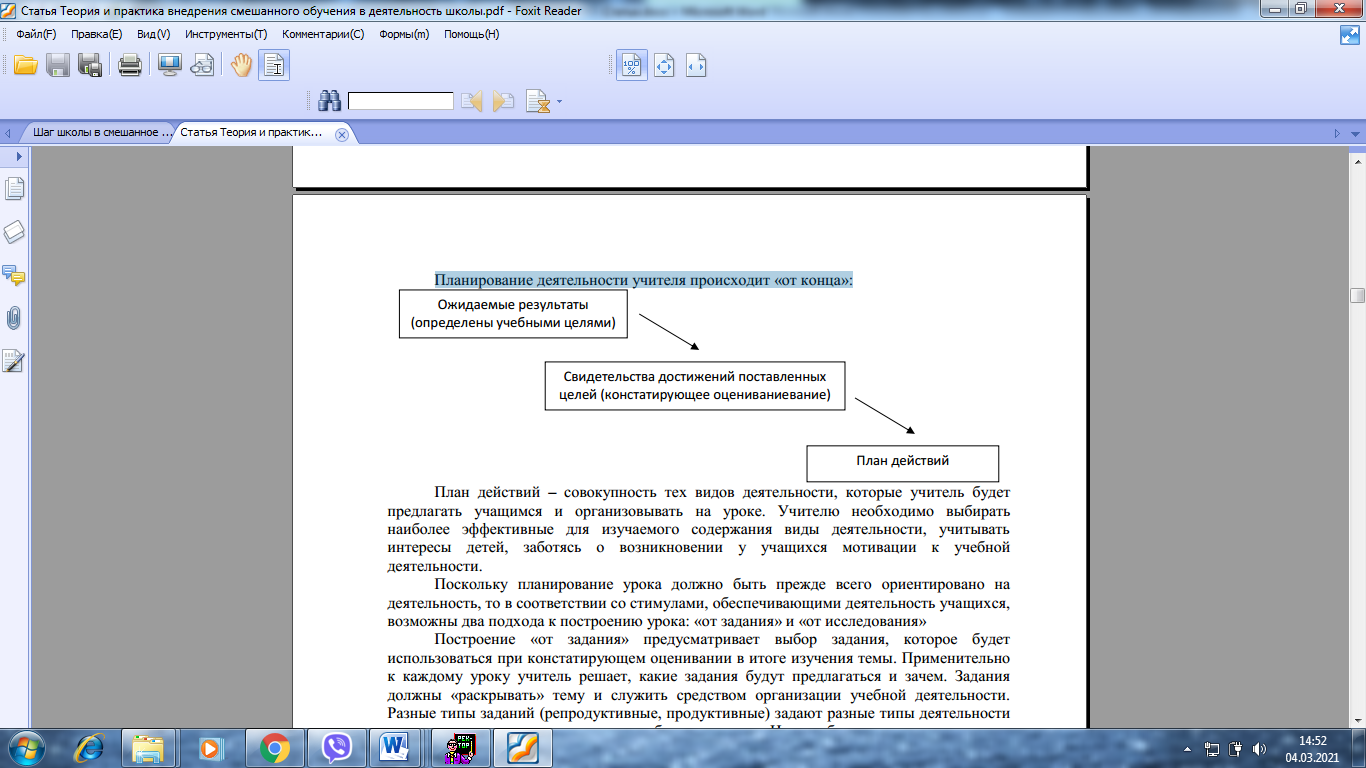 Статья Теория и практика внедрения смешанного обучения в деятельность школы.pdf - Foxit Reader
Файл(F) Правка(E) Вид(V) Инструменты(T) Комментарии(C) Формы(m) Помощь(H)
Шаг школы в смешанное ... Статья Теория и практик...
Планирование деятельности учителя происходит «от конца»:
Ожидаемые результаты
(определены учебными целями)
Свидетельства достижений поставленных
целей (констатирующее оцениваниевание)
План действий
План действий – совокупность тех видов деятельности, которые учитель будет
предлагать учащимся и организовывать на уроке. Учителю необходимо выбирать
наиболее эффективные для изучаемого содержания виды деятельности, учитывать
интересы детей, заботясь о возникновении у учащихся мотивации к учебной
деятельности.
Поскольку планирование урока должно быть прежде всего ориентировано на
деятельность, то в соответствии со стимулами, обеспечивающими деятельность учащихся,
возможны два подхода к построению урока: «от задания» и «от исследования»
Построение «от задания» предусматривает выбор задания, которое будет
использоваться при констатирующем оценивании в итоге изучения темы. Применительно
к каждому уроку учитель решает, какие задания будут предлагаться и зачем. Задания
должны «раскрывать» тему и служить средством организации учебной деятельности.
Разные типы заданий (репродуктивные, продуктивные) задают разные типы деятельности
14:52
04.03.2021